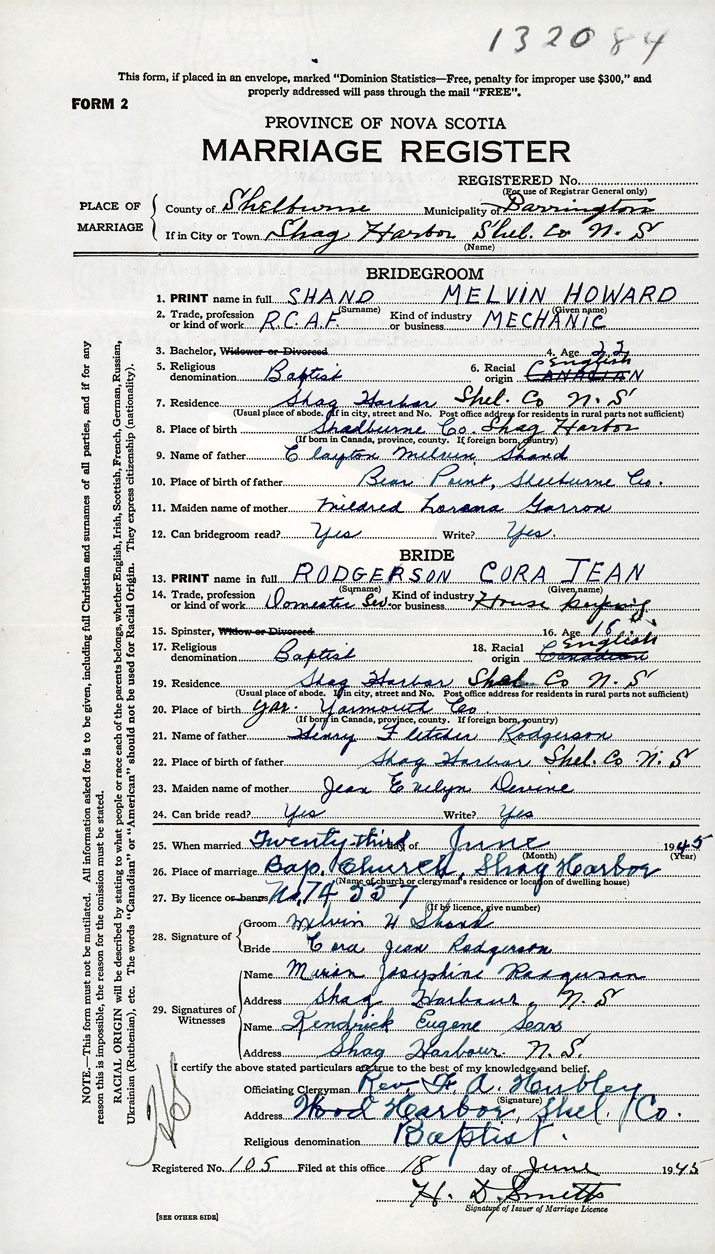 132084
This form, if placed in an envelope, marked "Dominion Statistics—Free, penalty for improper use $300," and
properly addressed will pass through the mail "FREE".
FORM 2
PROVINCE OF NOVA SCOTIA
MARRIAGE REGISTER
REGISTERED No.
(For use of Registrar General only)
PLACE OF MARRIAGE
County of Shelburne Municipality of Barrington
If in City or Town Shag Harbor Shel. Co N. S
(Name)
BRIDEGROOM
1. PRINT name in full SHAND MELVIN HOWARD
(Surname) (Given name)
2. Trade, profession or kind of work R.C.A.F. Kind of industry or business MECHANIC
3. Bachelor, Widower or Divorced 4. Age 22
5. Religious denomination Baptist 6. Racial origin English CANADIAN
7. Residence Shag Harbor Shel. Co N. S
(Usual place of abode. If in city, street and No. Post office address for residents in rural parts not sufficient)
8. Place of birth Shadburne Co. Shag Harbor
(If born in Canada, province, county. If foreign born, country)
9. Name of father Clayton Melvin Shand
10. Place of birth of father Bear Point, Shelburne Co.
11. Maiden name of mother Mildred Garron
12. Can bridegroom read? Yes Write? Yes.
BRIDE
13. PRINT name in full RODGERSON CORA JEAN
(Surname) (Given name)
14. Trade, profession or kind of work Domestic Kind of industry or business House keeping
15. Spinster, Widow or Divorced 16. Age
17. Religious denomination Baptist 18. Racial origin English Canadian
19. Residence Shag Harbor Shel Co N. S
(Usual place of abode. If in city, street and No. Post office address for residents in rural parts not sufficient)
20. Place of birth Yar. Yarmouth Co.
(If born in Canada, province, county. If foreign born, country)
21. Name of father Henry Fletcher Rodgerson
22. Place of birth of father Shag Harbor Shel. Co N. S
23. Maiden name of mother Jean Evelyn Devine
24. Can bride read? Yes Write? Yes
25. When married Twenty third day of June 1945
(Month) (Year)
26. Place of marriage Bap. Church, Shag Harbor
(Name of church or clergyman's residence or location of dwelling house)
27. By licence or banns No. 74 557
(If by licence, give number)
28. Signature of
Groom Melvin H Shand
Bride Cora Jean Rodgerson
29. Signatures of Witnesses
Name Josephine
Address Shag Harbour, N. S
Name Kendrick Eugene Sears
Address Shag Harbour N. S.
I certify the above stated particulars are true to the best of my knowledge and belief.
Officiating Clergyman Rev. F. A. Hubley
(Signature)
Address Wood Harbor, Shel. Co.
Religious denomination Baptist.
Registered No. 105 Filed at this office 18 day of June 1945
H. D. Smith
Signature of Issuer of Marriage Licence
[SEE OTHER SIDE]
NOTE.—This form must not be mutilated. All information asked for is to be given, including full Christian and surnames of all parties, and if for any
reason this is impossible, the reason for the omission must be stated.
RACIAL ORIGIN will be described by stating to what people or race each of the parents belongs, whether English, Irish, Scottish, French, German, Russian,
Ukrainian (Ruthenian), etc. The words "Canadian" or "American" should not be used for Racial Origin. They express citizenship (nationality).